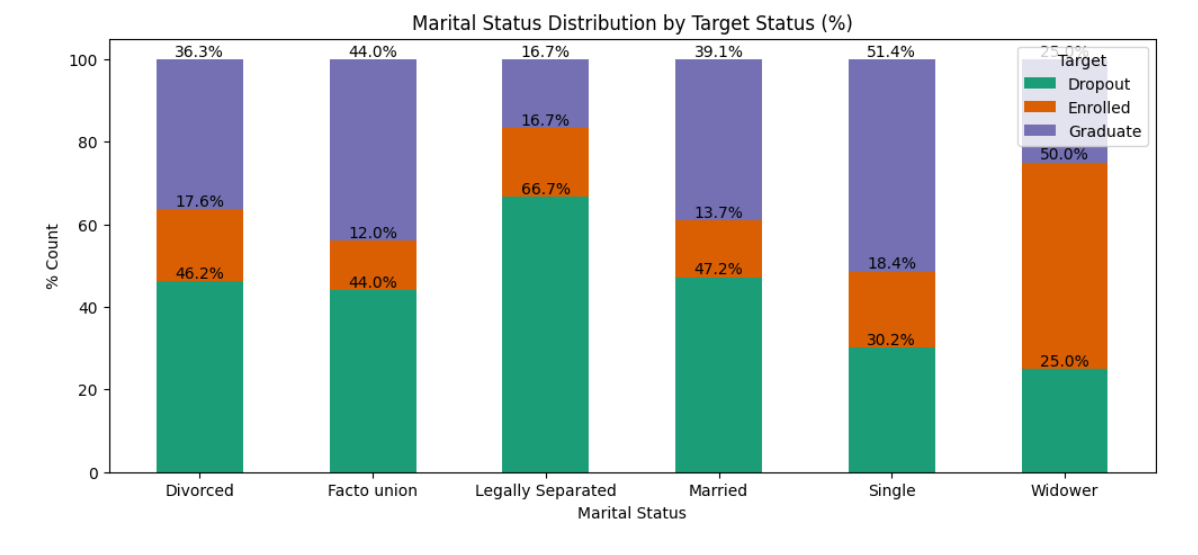 Marital Status Distribution by Target Status (%)
36.3% 44.0% 16.7% 39.1% 51.4% 25.0%
100
Target
Dropout
Enrolled
Graduate
80
16.7%
50.0%
66.7%
17.6%
13.7%
60
12.0%
% Count
46.2% 44.0% 47.2% 18.4%
40
30.2%
25.0%
20
0
Divorced Facto union Legally Separated Married Single Widower
Marital Status